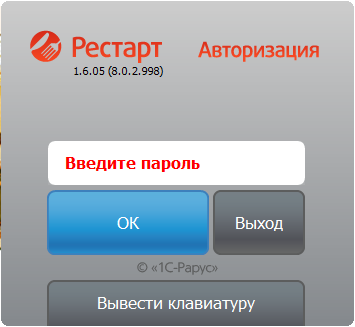 Рестарт Авторизация
1.6.05 (8.0.2.998)
Введите пароль
ОК Выход
© «1С-Рарус»
Вывести клавиатуру